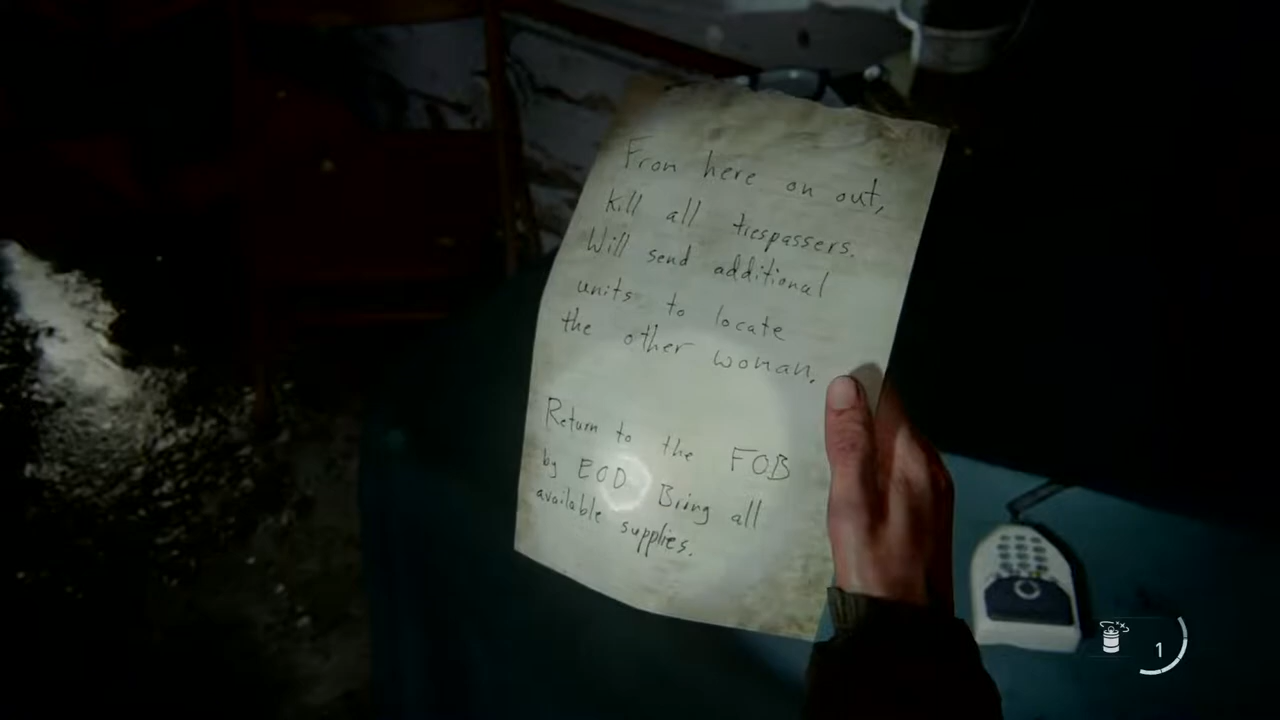 From here on out,
Kill all trespassers.
Will send additional
units to locate
the other woman.
Return to the FOB
by EOD Bring all
available supplies.
1